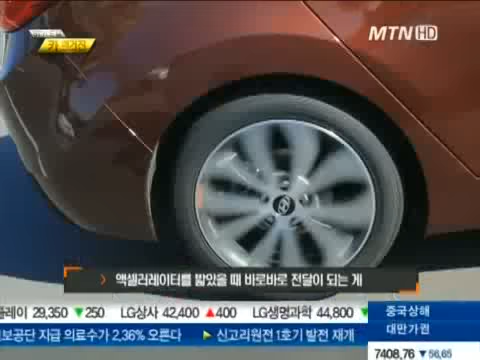 카 매거진
MTN HD
액셀러레이터를 밟았을 때 바로바로 전달이 되는 게
플레이 29,350 ▼250 LG상사 42,400 ▲400 LG생명과학 44,800
중국상해
대만가권
보공단 지급 의료수가 2.36% 오른다 ▶ 신고리원전 1호기 발전 재개
7408,76 ▼56,65